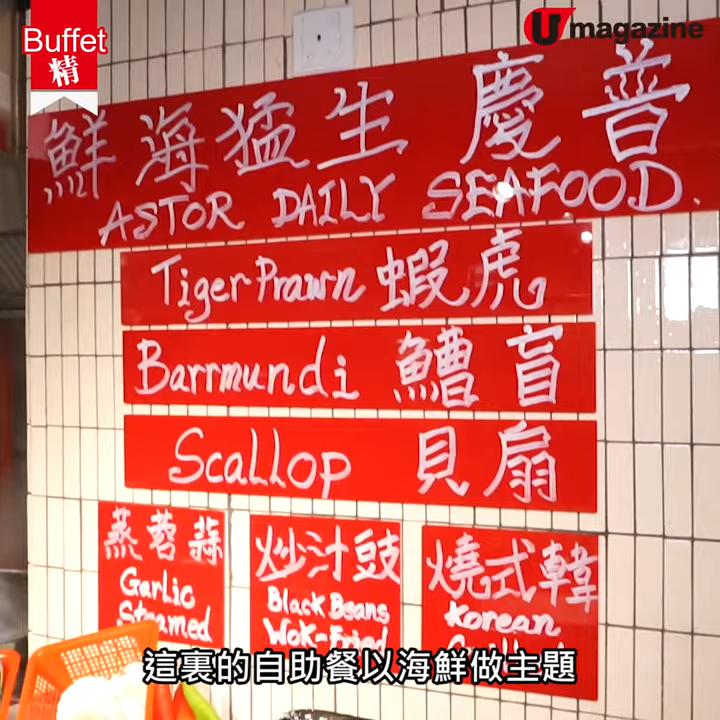 Buffet
精
U magazine
鮮海猛生慶普
ASTOR DAILY SEAFOOD.
Tiger Prawn 蝦虎
Barrmundi 鰽盲
Scallop 貝扇
蒸蓉蒜
Garlic
Steamed
炒汁豉
Black Beans
Wok-Fried
燒式韓
Korean
這裏的自助餐以海鮮做主題